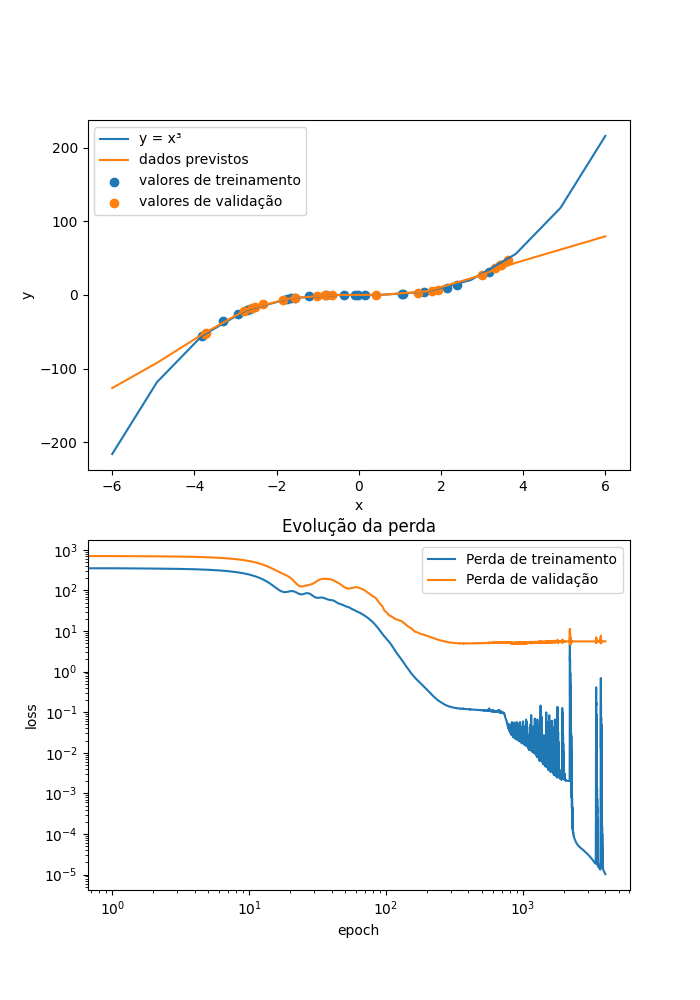 y = x³
dados previstos
valores de treinamento
valores de validação
200
100
0
−100
−200
y
−6 −4 −2 0 2 4 6
x
Evolução da perda
Perda de treinamento
Perda de validação
10³
10²
10¹
10⁰
10⁻¹
10⁻²
10⁻³
10⁻⁴
10⁻⁵
loss
10⁰ 10¹ 10² 10³
epoch